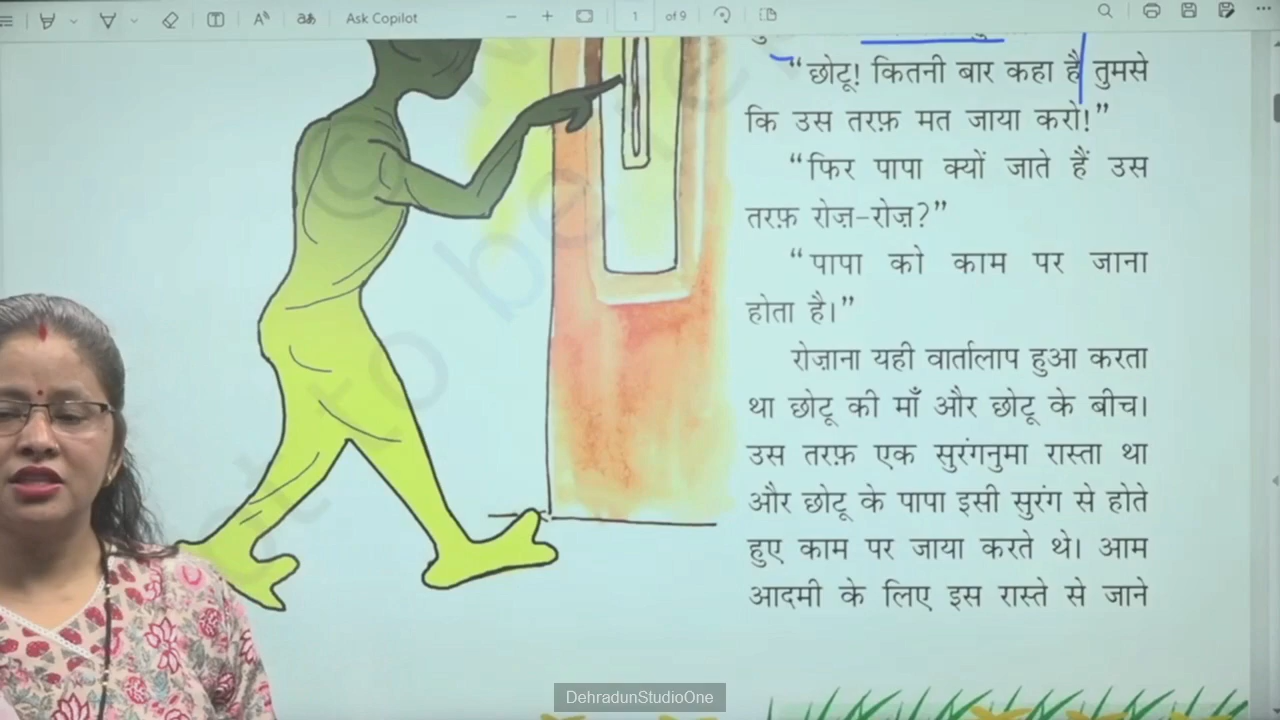 Ask Copilot
1 of 9
“छोटू! कितनी बार कहा है तुमसे
कि उस तरफ़ मत जाया करो!”
“फिर पापा क्यों जाते हैं उस
तरफ़ रोज़-रोज़?”
“पापा को काम पर जाना
होता है।”
रोज़ाना यही वार्तालाप हुआ करता
था छोटू की माँ और छोटू के बीच।
उस तरफ़ एक सुरंगनुमा रास्ता था
और छोटू के पापा इसी सुरंग से होते
हुए काम पर जाया करते थे। आम
आदमी के लिए इस रास्ते से जाने
DehradunStudioOne